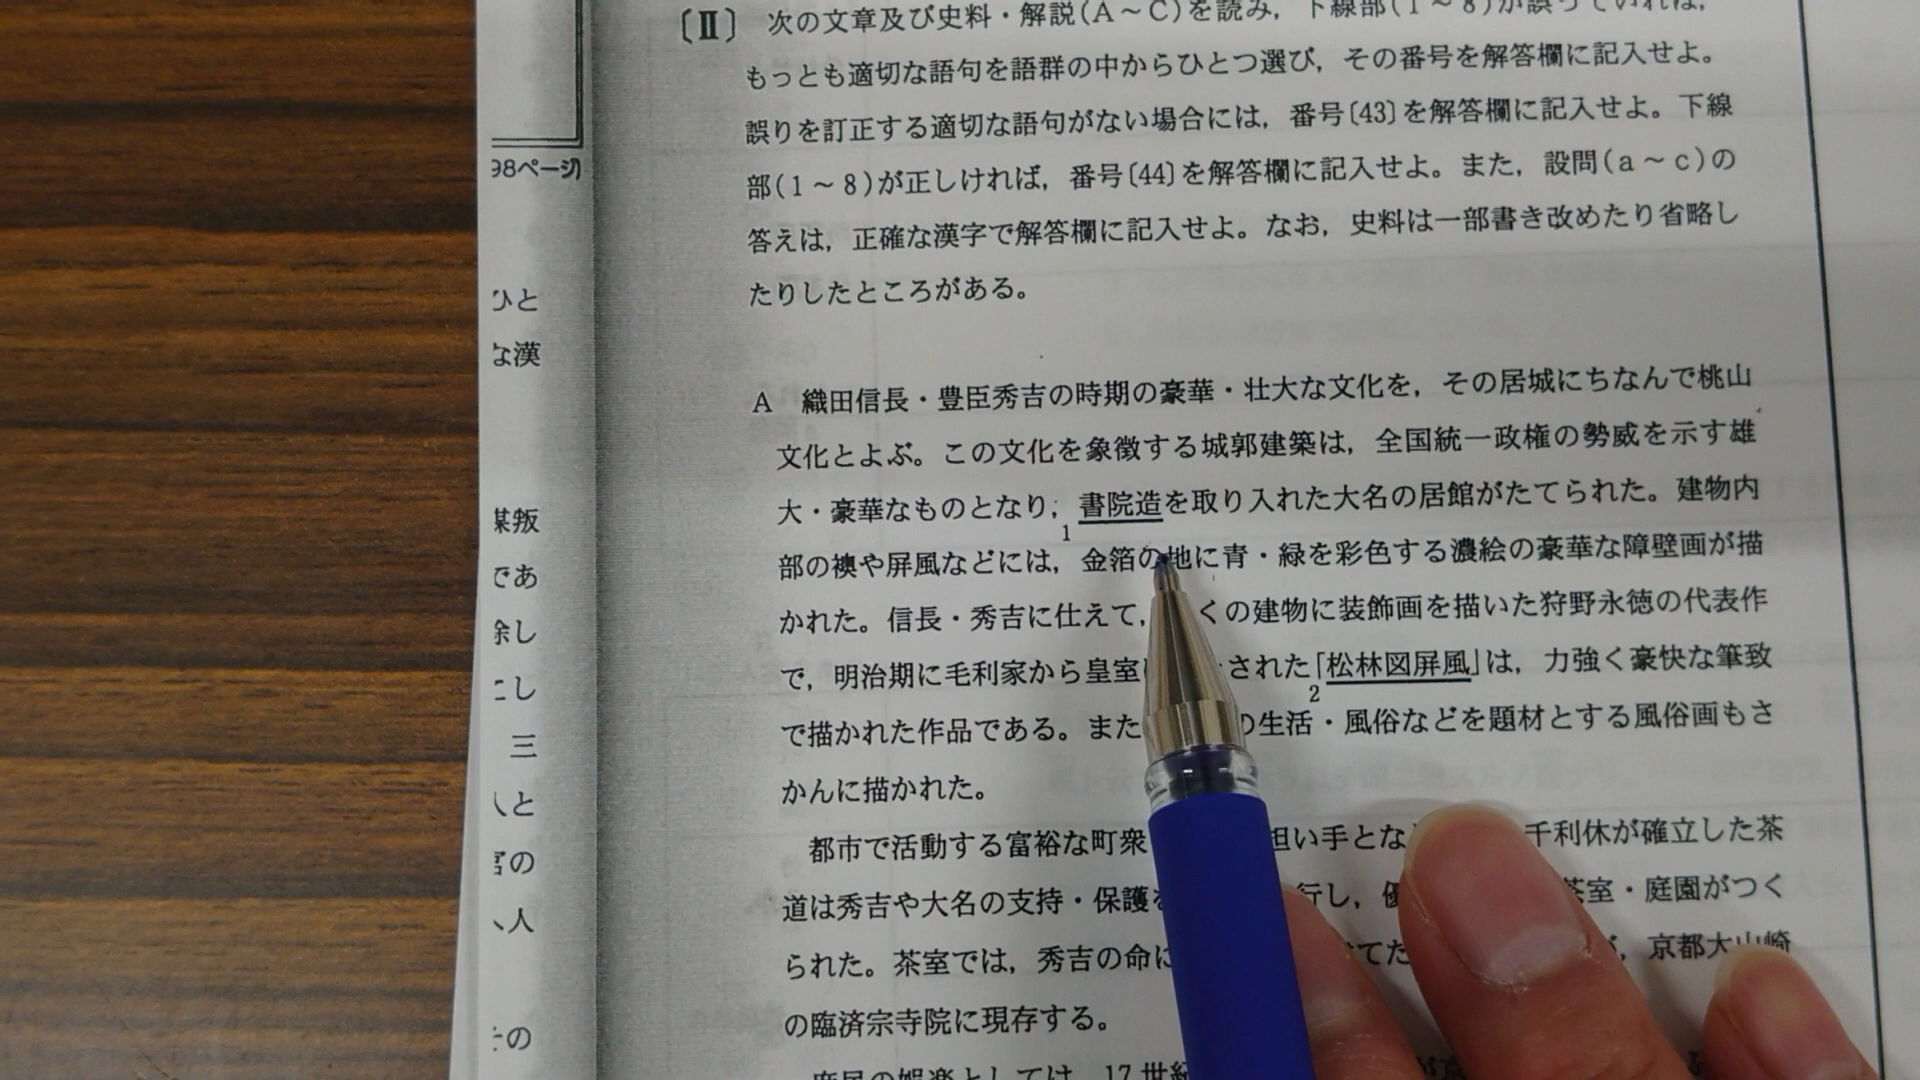 98ページ)
ひと
な漢
某叛
であ
余し
こし
三
人と
官の
、人
その
〔Ⅱ〕 次の文章及び史料・解説(A～C)を読み，下線部(1～8)が誤っていれば，
もっとも適切な語句を語群の中からひとつ選び，その番号を解答欄に記入せよ。
誤りを訂正する適切な語句がない場合には，番号〔43〕を解答欄に記入せよ。下線
部(1～8)が正しければ，番号〔44〕を解答欄に記入せよ。また，設問(a～c)の
答えは，正確な漢字で解答欄に記入せよ。なお，史料は一部書き改めたり省略し
たりしたところがある。
A 織田信長・豊臣秀吉の時期の豪華・壮大な文化を，その居城にちなんで桃山
文化とよぶ。この文化を象徴する城郭建築は，全国統一政権の勢威を示す雄
大・豪華なものとなり，書院造を取り入れた大名の居館がたてられた。建物内
1
部の襖や屏風などには，金箔の地に青・緑を彩色する濃絵の豪華な障壁画が描
かれた。信長・秀吉に仕えて， くの建物に装飾画を描いた狩野永徳の代表作
で，明治期に毛利家から皇室 された「松林図屏風」は，力強く豪快な筆致
2
で描かれた作品である。また の生活・風俗などを題材とする風俗画もさ
かんに描かれた。
都市で活動する富裕な町衆 担い手とな 千利休が確立した茶
道は秀吉や大名の支持・保護を 行し，優 茶室・庭園がつく
られた。茶室では，秀吉の命に てた ，京都大山崎
の臨済宗寺院に現存する。
庶民の娯楽としては，17世紀